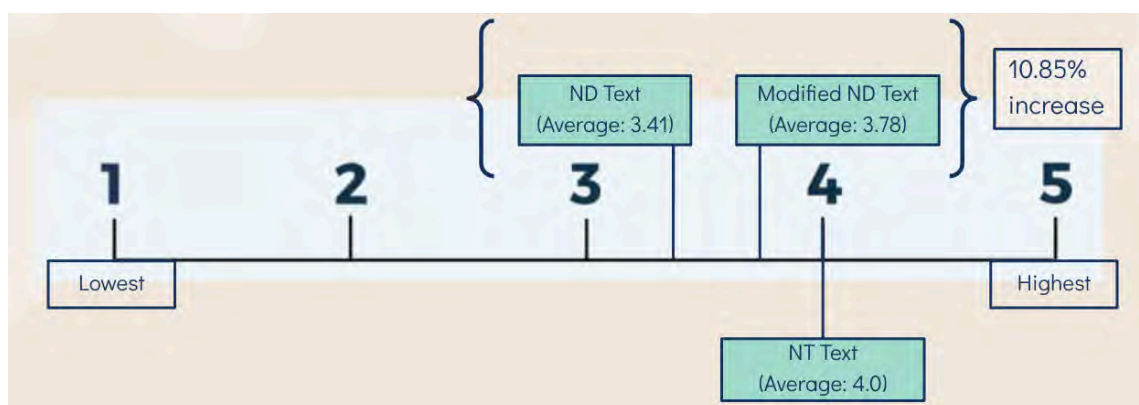 ND Text
(Average: 3.41)
Modified ND Text
(Average: 3.78)
10.85%
increase
1 2 3 4 5
Lowest
Highest
NT Text
(Average: 4.0)